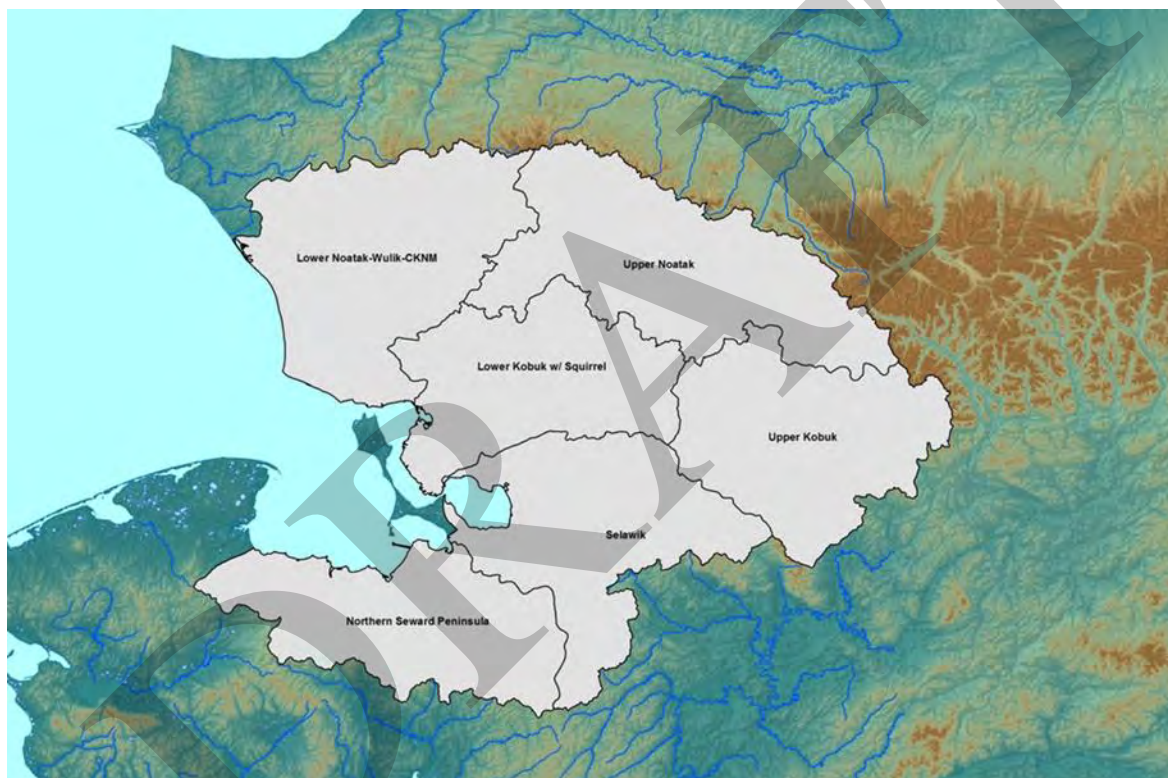 Lower Noatak-Wulik-CKNM
Upper Noatak
Lower Kobuk w/ Squirrel
Upper Kobuk
Selawik
Northern Seward Peninsula
DRAFT